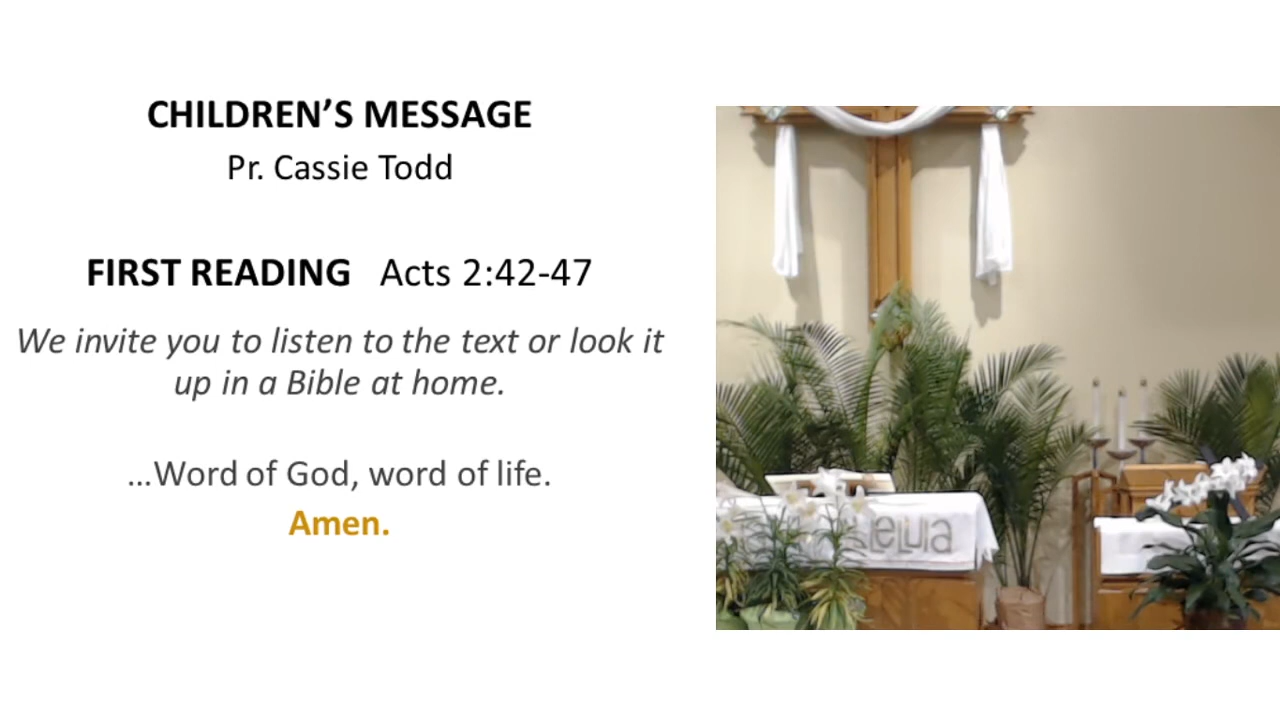 CHILDREN’S MESSAGE
Pr. Cassie Todd
FIRST READING   Acts 2:42-47
We invite you to listen to the text or look it
up in a Bible at home.
…Word of God, word of life.
Amen.